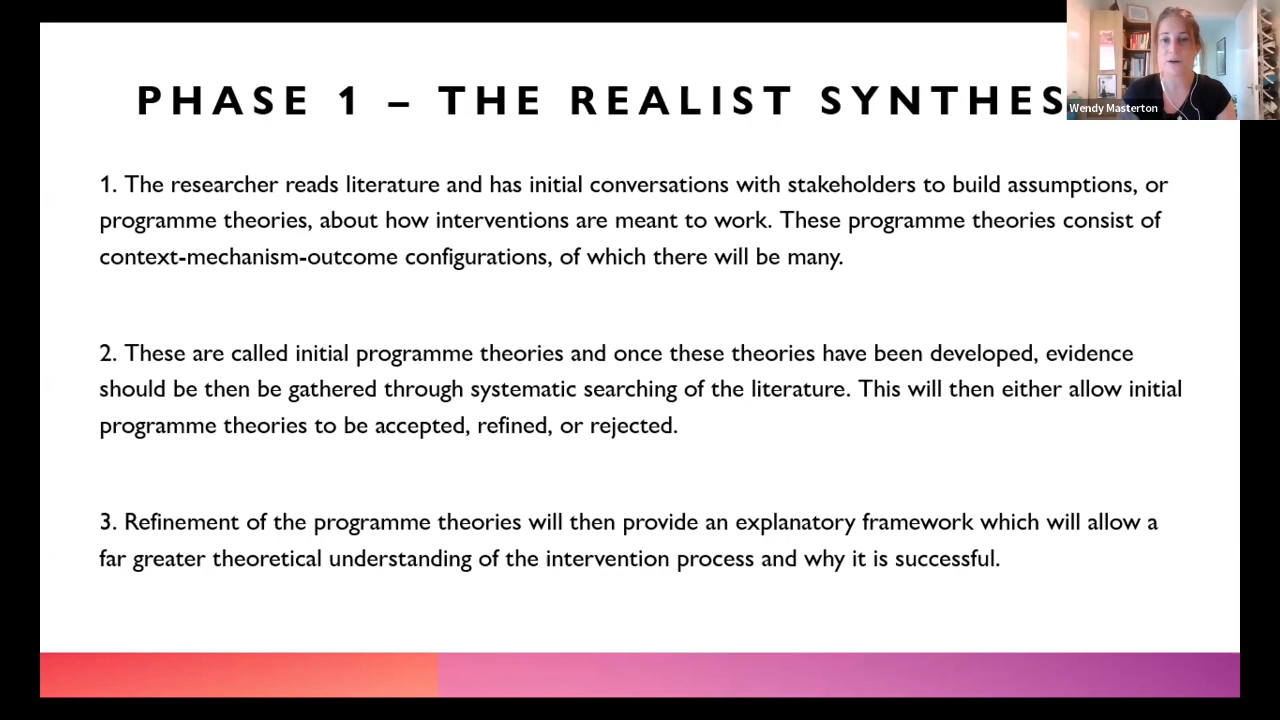 PHASE 1 – THE REALIST SYNTHES
Wendy Masterton
1. The researcher reads literature and has initial conversations with stakeholders to build assumptions, or
programme theories, about how interventions are meant to work. These programme theories consist of
context-mechanism-outcome configurations, of which there will be many.
2. These are called initial programme theories and once these theories have been developed, evidence
should be then be gathered through systematic searching of the literature. This will then either allow initial
programme theories to be accepted, refined, or rejected.
3. Refinement of the programme theories will then provide an explanatory framework which will allow a
far greater theoretical understanding of the intervention process and why it is successful.